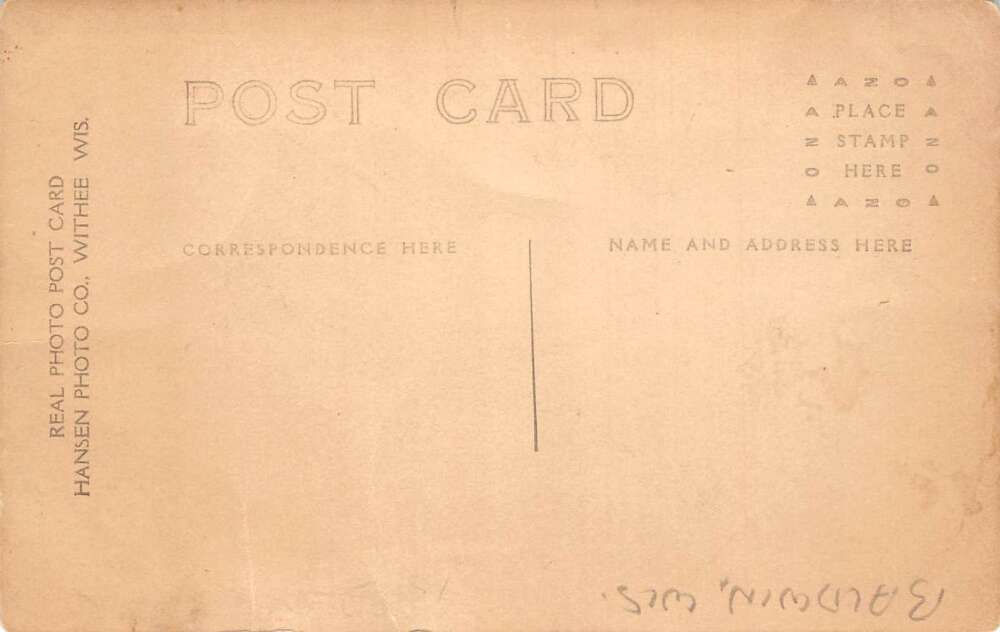 POST CARD
A Z O
A PLACE A
Z STAMP Z
O HERE O
A Z O
CORRESPONDENCE HERE
NAME AND ADDRESS HERE
REAL PHOTO POST CARD
HANSEN PHOTO CO., WITHEE WIS.
BALDWIN, WIS.